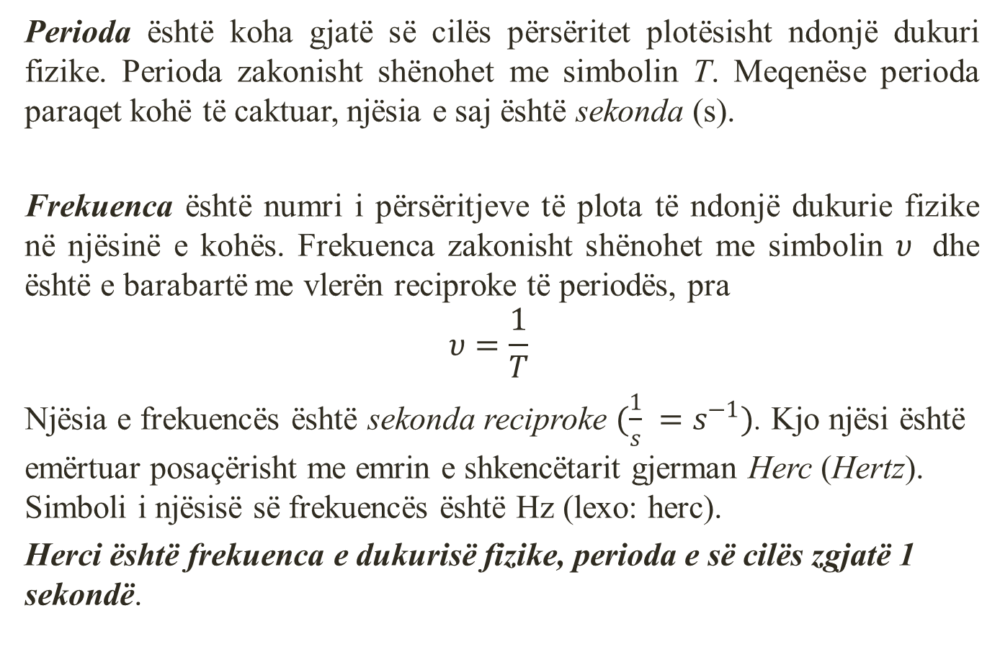 Perioda është koha gjatë së cilës përsëritet plotësisht ndonjë dukuri
fizike. Perioda zakonisht shënohet me simbolin T. Meqenëse perioda
paraqet kohë të caktuar, njësia e saj është sekonda (s).
Frekuenca është numri i përsëritjeve të plota të ndonjë dukurie fizike
në njësinë e kohës. Frekuenca zakonisht shënohet me simbolin υ dhe
është e barabartë me vlerën reciproke të periodës, pra
υ = 1/T
Njësia e frekuencës është sekonda reciproke (1/s = s⁻¹). Kjo njësi është
emërtuar posaçërisht me emrin e shkencëtarit gjerman Herc (Hertz).
Simboli i njësisë së frekuencës është Hz (lexo: herc).
Herci është frekuenca e dukurisë fizike, perioda e së cilës zgjatë 1
sekondë.